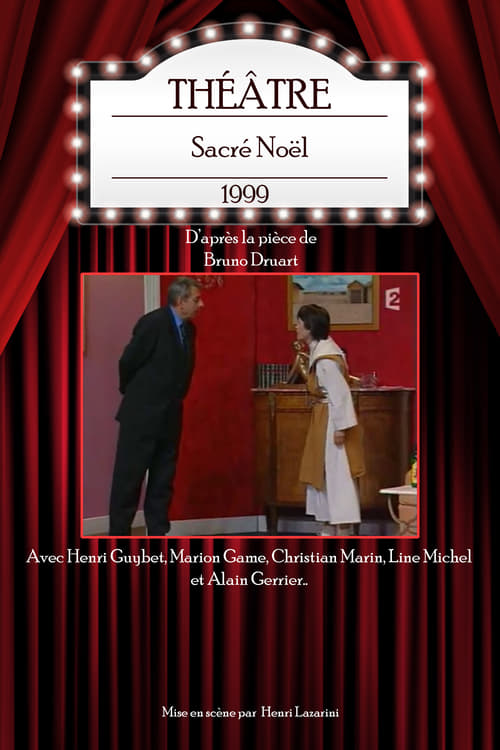 THÉÂTRE
Sacré Noël
1999
D'après la pièce de
Bruno Druart
2
Avec Henri Guybet, Marion Game, Christian Marin, Line Michel
et Alain Gerrier..
Mise en scène par Henri Lazarini